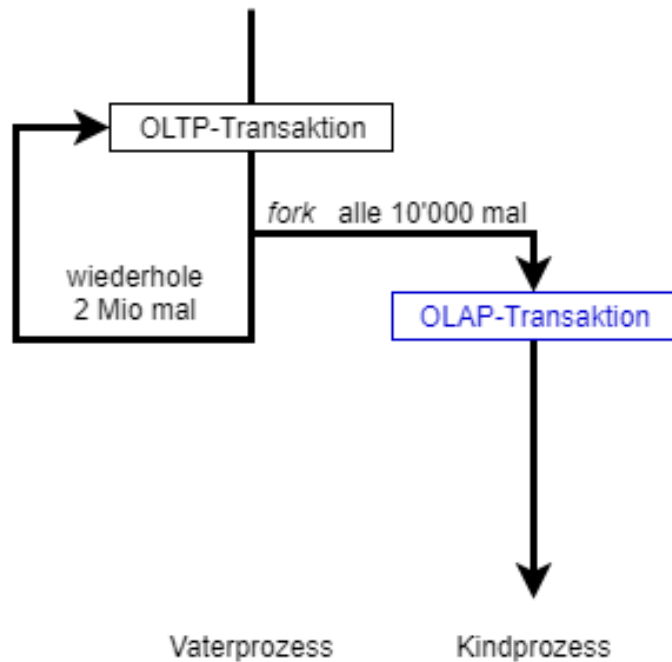 OLTP-Transaktion
fork alle 10'000 mal
wiederhole
2 Mio mal
OLAP-Transaktion
Vaterprozess Kindprozess